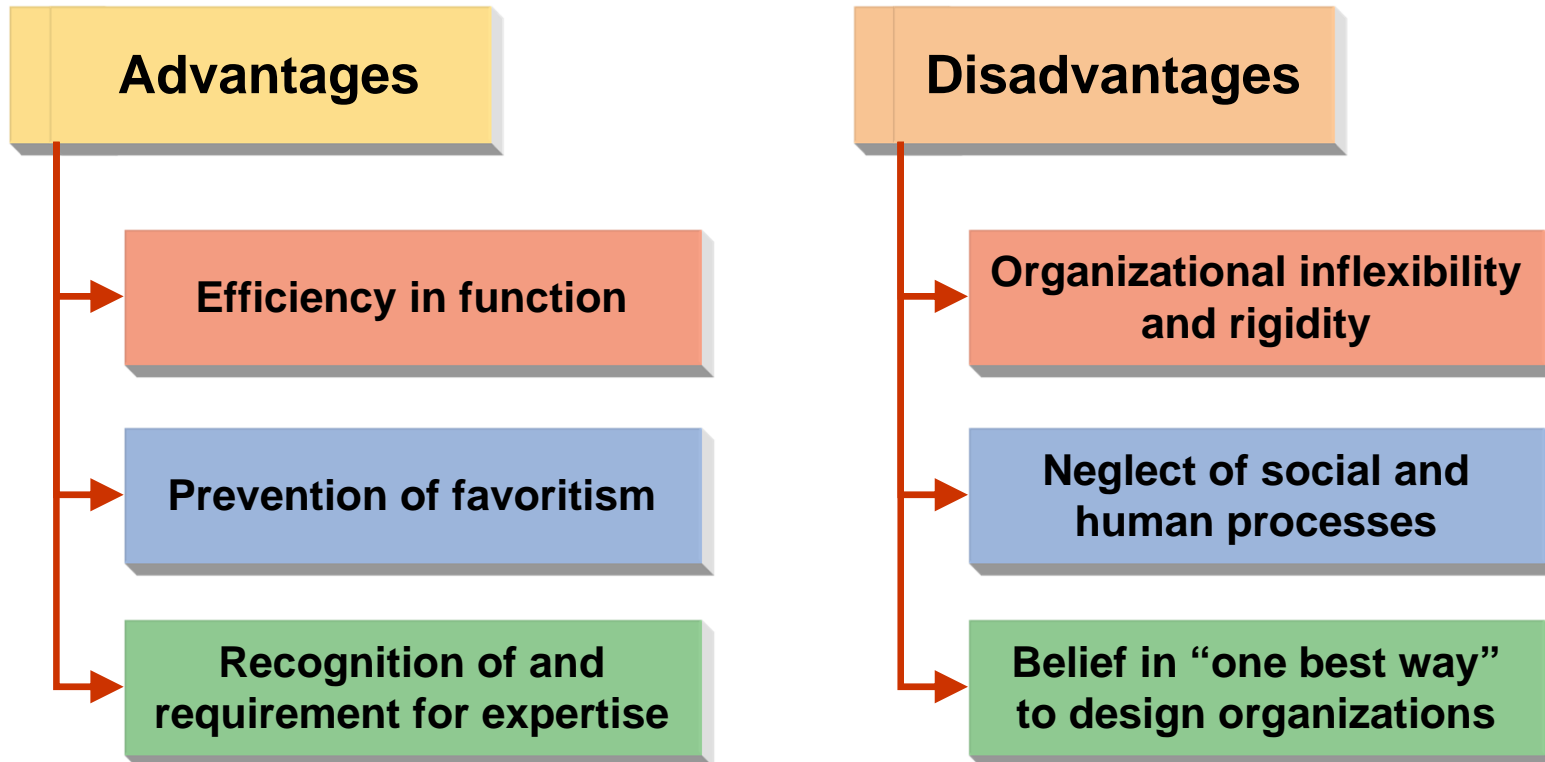 Advantages
Efficiency in function
Prevention of favoritism
Recognition of and
requirement for expertise
Disadvantages
Organizational inflexibility
and rigidity
Neglect of social and
human processes
Belief in “one best way”
to design organizations